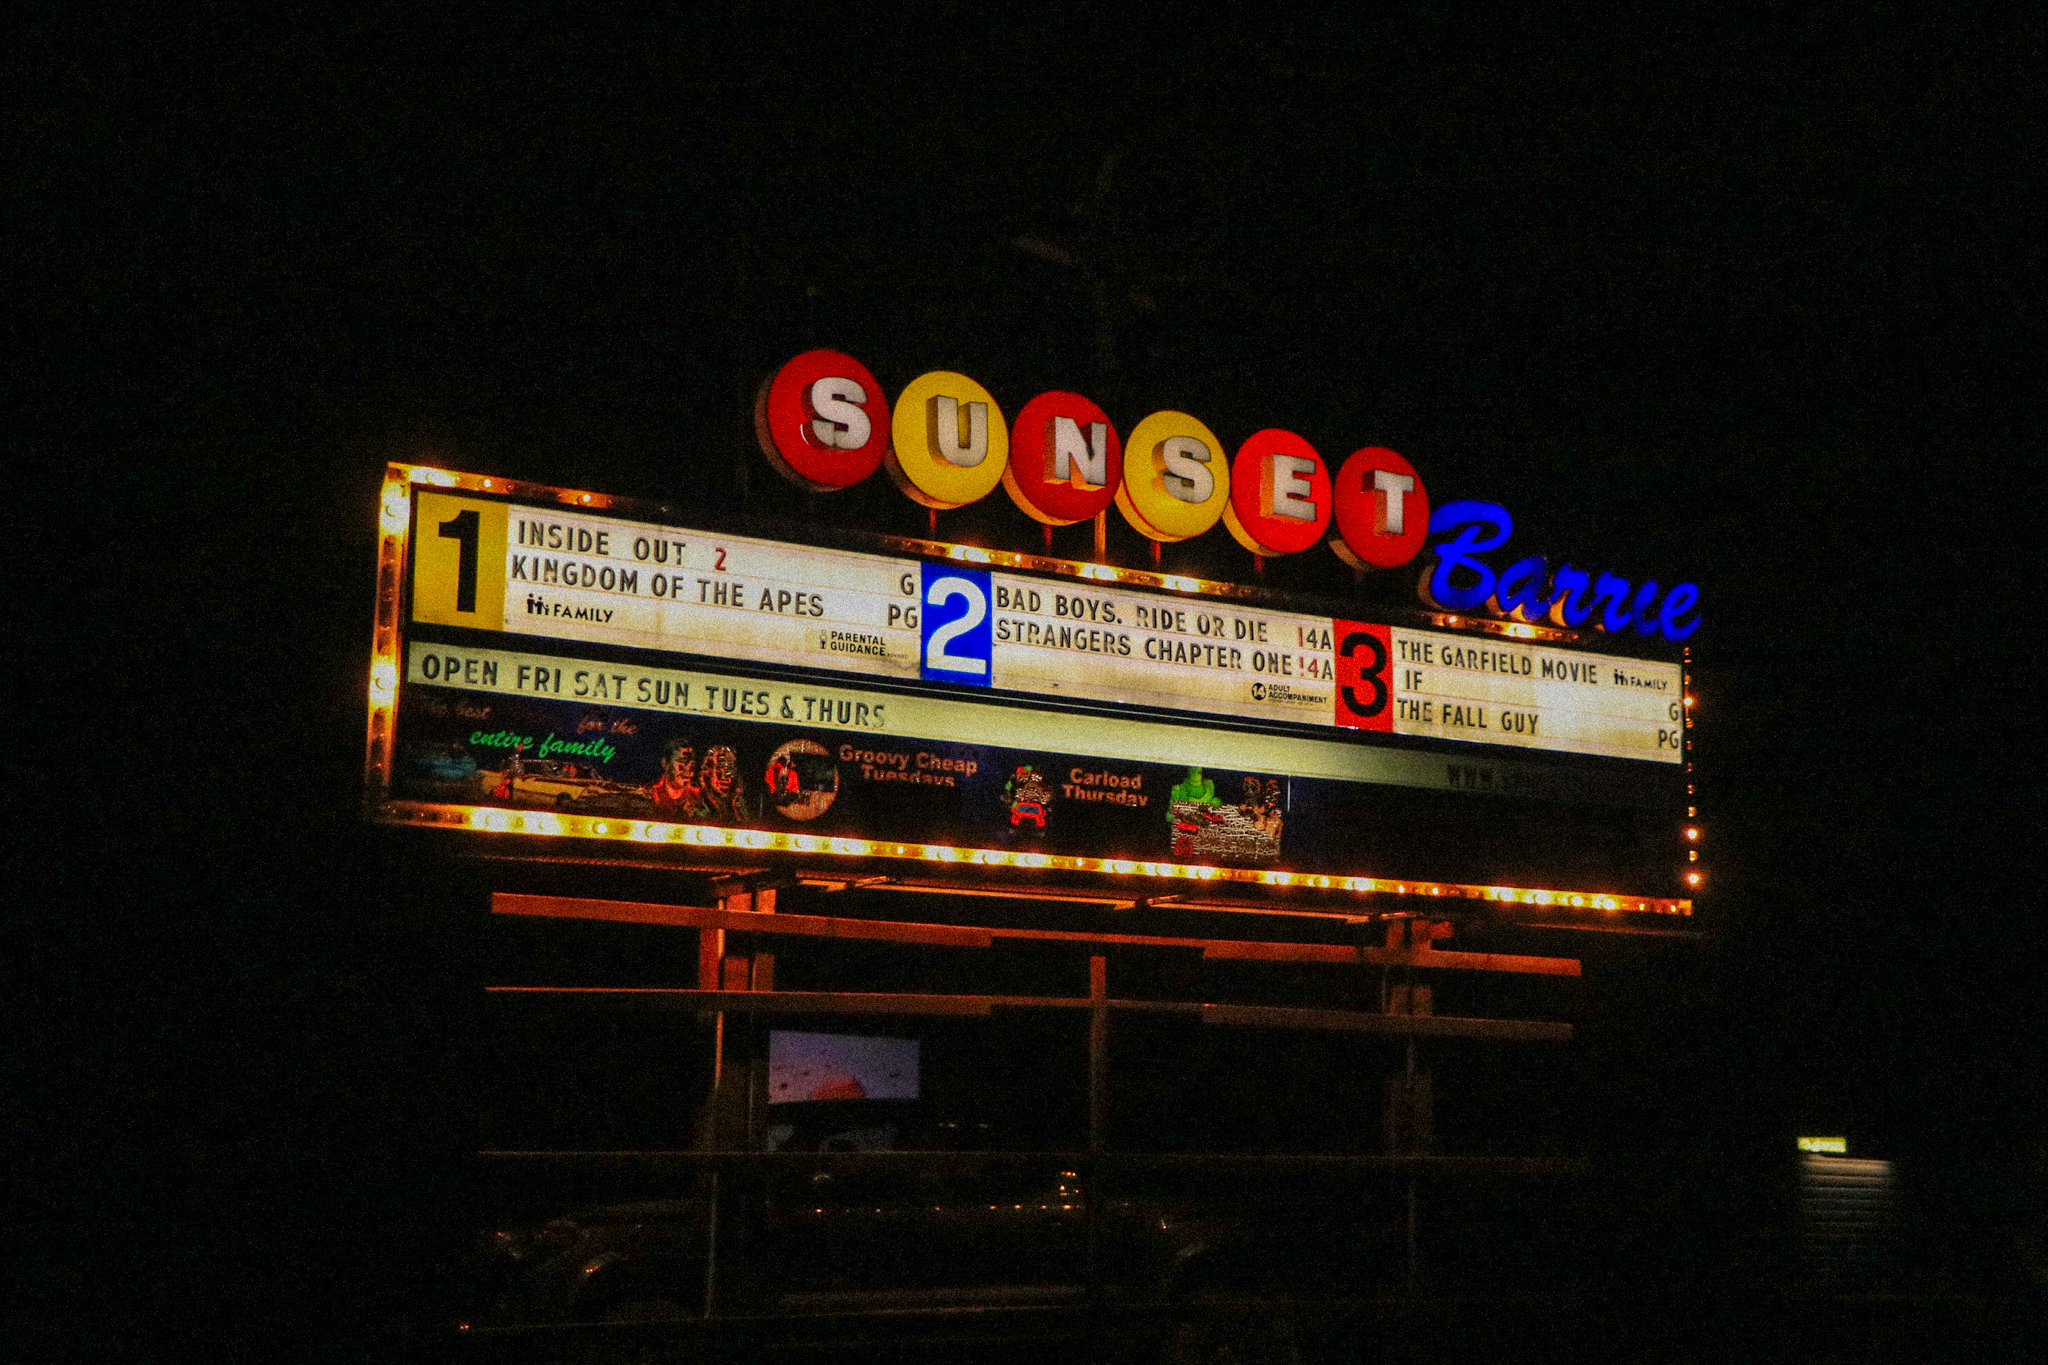 SUNSET
Barrie
1
INSIDE OUT 2 G
KINGDOM OF THE APES PG
FAMILY
PARENTAL
GUIDANCE
2
BAD BOYS. RIDE OR DIE 14A
STRANGERS CHAPTER ONE 14A
14 ADULT
ACCOMPANIMENT
3
THE GARFIELD MOVIE FAMILY
IF G
THE FALL GUY PG
OPEN FRI SAT SUN TUES & THURS
WWW.
best for the
entire family
Groovy Cheap
Tuesdays
Carload
Thursday